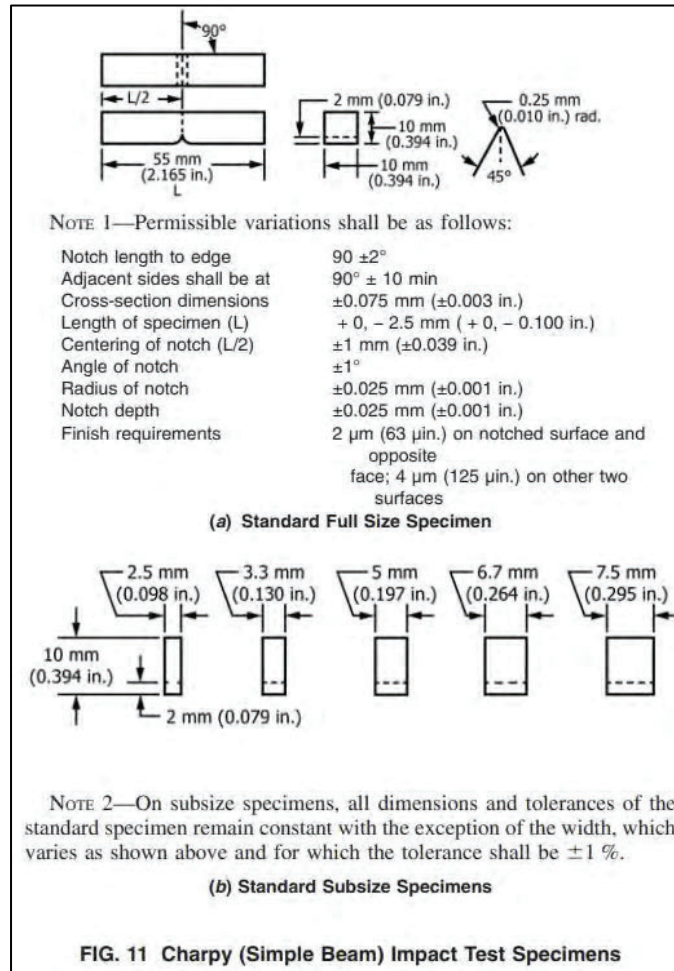 90°
L/2
55 mm
(2.165 in.)
L
2 mm (0.079 in.)
10 mm
(0.394 in.)
10 mm
(0.394 in.)
0.25 mm
(0.010 in.) rad.
45°
NOTE 1—Permissible variations shall be as follows:
Notch length to edge 90 ±2°
Adjacent sides shall be at 90° ± 10 min
Cross-section dimensions ±0.075 mm (±0.003 in.)
Length of specimen (L) + 0, − 2.5 mm ( + 0, − 0.100 in.)
Centering of notch (L/2) ±1 mm (±0.039 in.)
Angle of notch ±1°
Radius of notch ±0.025 mm (±0.001 in.)
Notch depth ±0.025 mm (±0.001 in.)
Finish requirements 2 µm (63 µin.) on notched surface and
opposite
face; 4 µm (125 µin.) on other two
surfaces
(a) Standard Full Size Specimen
2.5 mm
(0.098 in.)
3.3 mm
(0.130 in.)
5 mm
(0.197 in.)
6.7 mm
(0.264 in.)
7.5 mm
(0.295 in.)
10 mm
(0.394 in.)
2 mm (0.079 in.)
NOTE 2—On subsize specimens, all dimensions and tolerances of the
standard specimen remain constant with the exception of the width, which
varies as shown above and for which the tolerance shall be ±1 %.
(b) Standard Subsize Specimens
FIG. 11 Charpy (Simple Beam) Impact Test Specimens